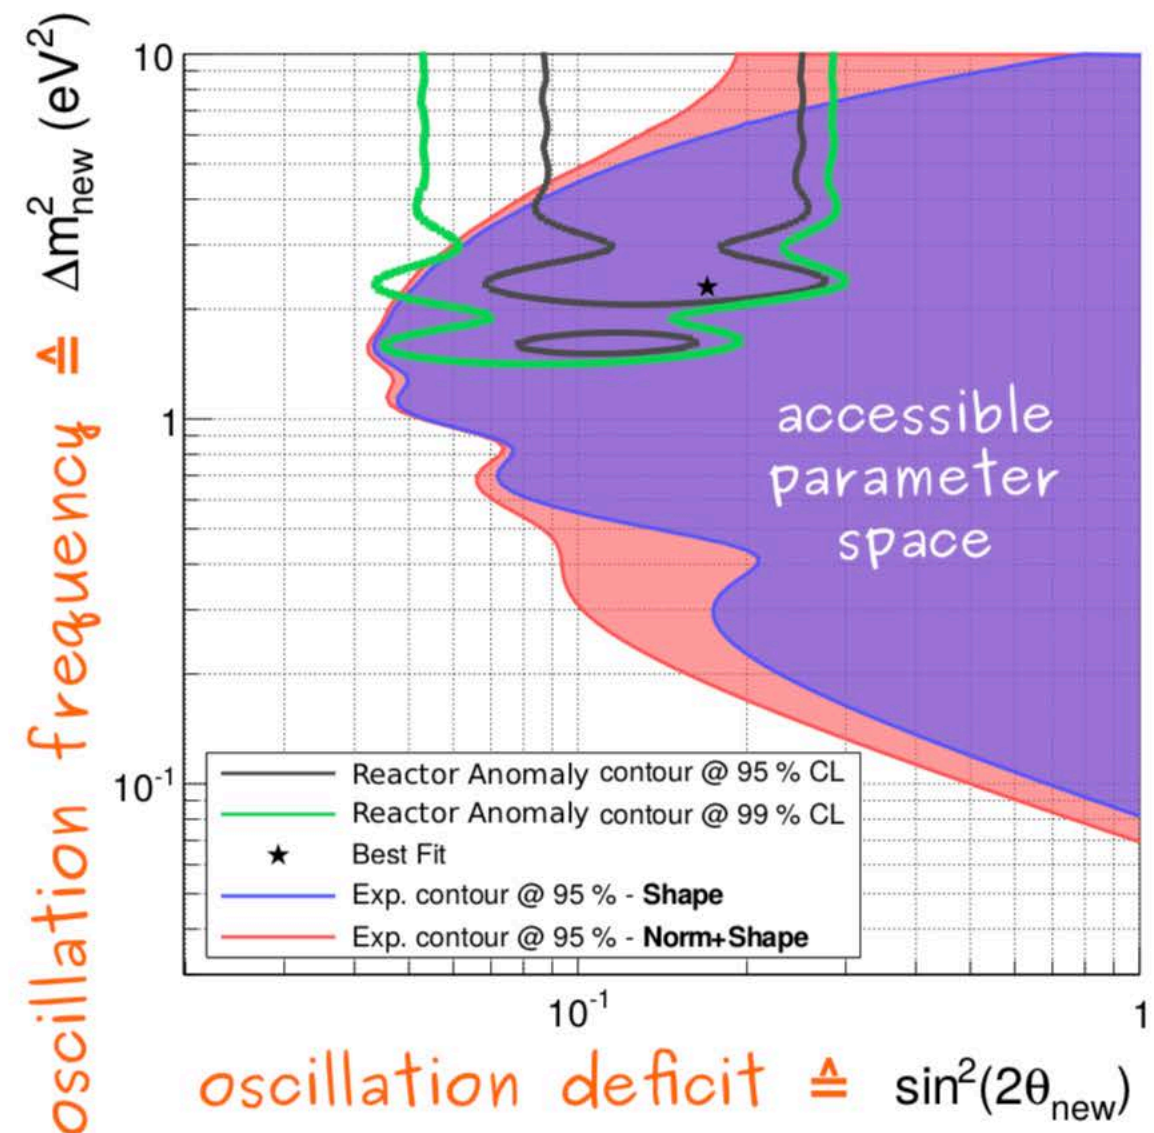 10
1
10⁻¹
Δm²new (eV²)
≙
oscillation frequency
accessible
parameter
space
Reactor Anomaly contour @ 95 % CL
Reactor Anomaly contour @ 99 % CL
★ Best Fit
Exp. contour @ 95 % - Shape
Exp. contour @ 95 % - Norm+Shape
10⁻¹ 1
oscillation deficit ≙ sin²(2θnew)